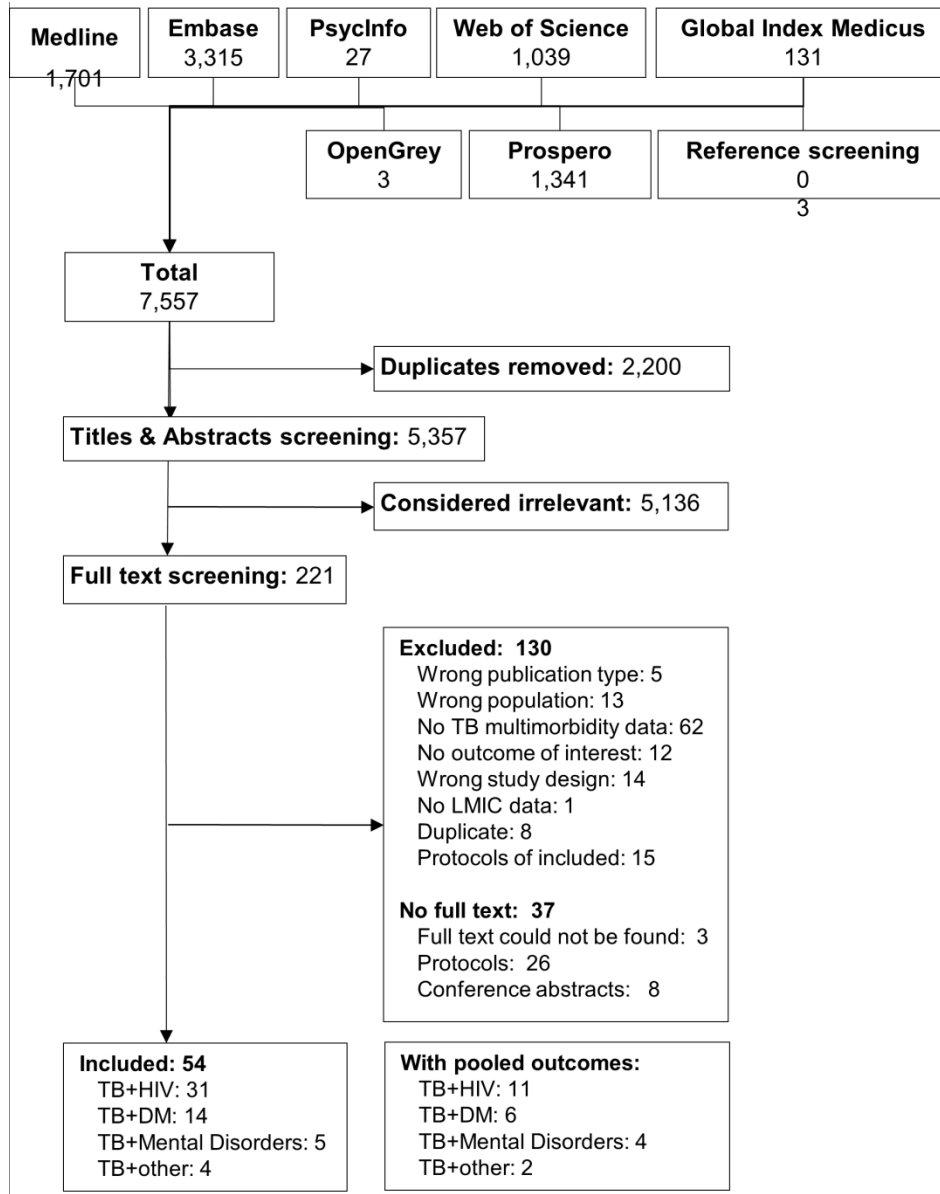 Medline
1,701
Embase
3,315
PsycInfo
27
Web of Science
1,039
Global Index Medicus
131
OpenGrey
3
Prospero
1,341
Reference screening
0
3
Total
7,557
Duplicates removed: 2,200
Titles & Abstracts screening: 5,357
Considered irrelevant: 5,136
Full text screening: 221
Excluded: 130
Wrong publication type: 5
Wrong population: 13
No TB multimorbidity data: 62
No outcome of interest: 12
Wrong study design: 14
No LMIC data: 1
Duplicate: 8
Protocols of included: 15
No full text: 37
Full text could not be found: 3
Protocols: 26
Conference abstracts: 8
Included: 54
TB+HIV: 31
TB+DM: 14
TB+Mental Disorders: 5
TB+other: 4
With pooled outcomes:
TB+HIV: 11
TB+DM: 6
TB+Mental Disorders: 4
TB+other: 2